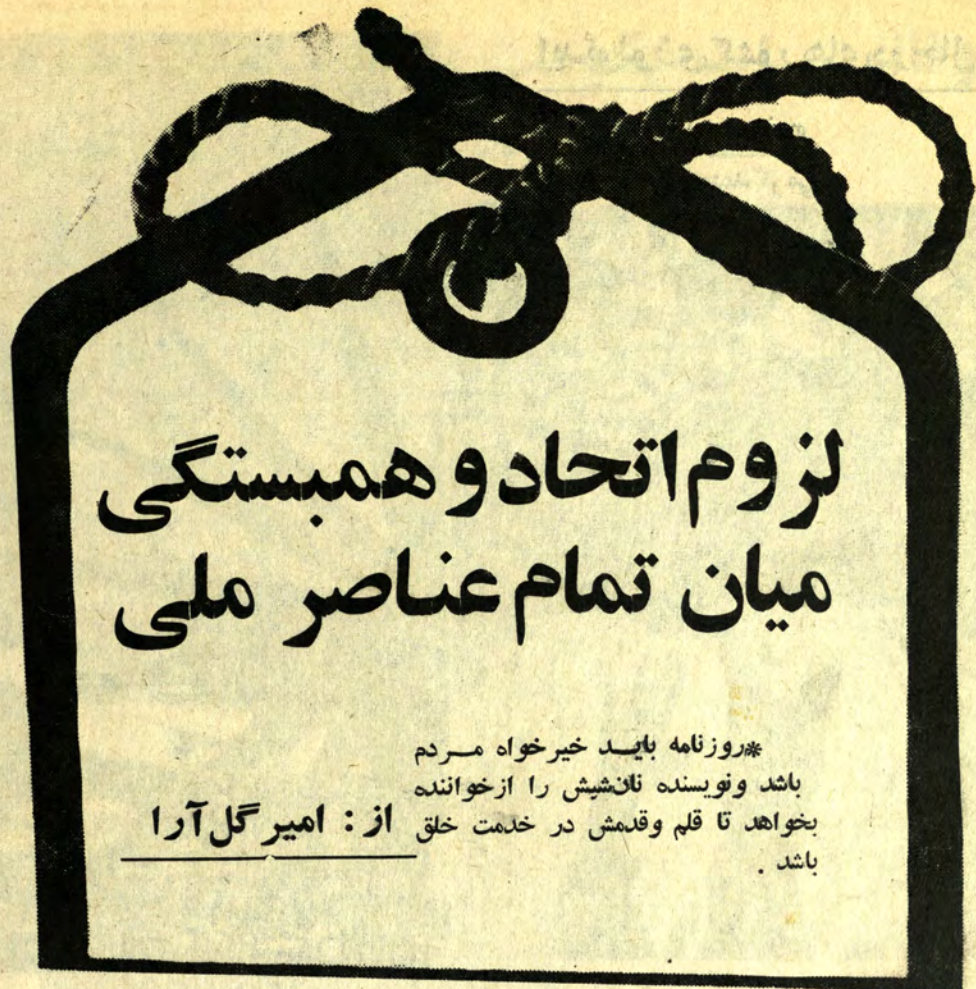 لزوم اتحاد و همبستگی
میان تمام عناصر ملی
*روزنامه باید خیرخواه مردم
باشد ونویسنده نانشیش را ازخواننده
بخواهد تا قلم وقدمش در خدمت خلق
باشد .
از : امیر گل‌آرا